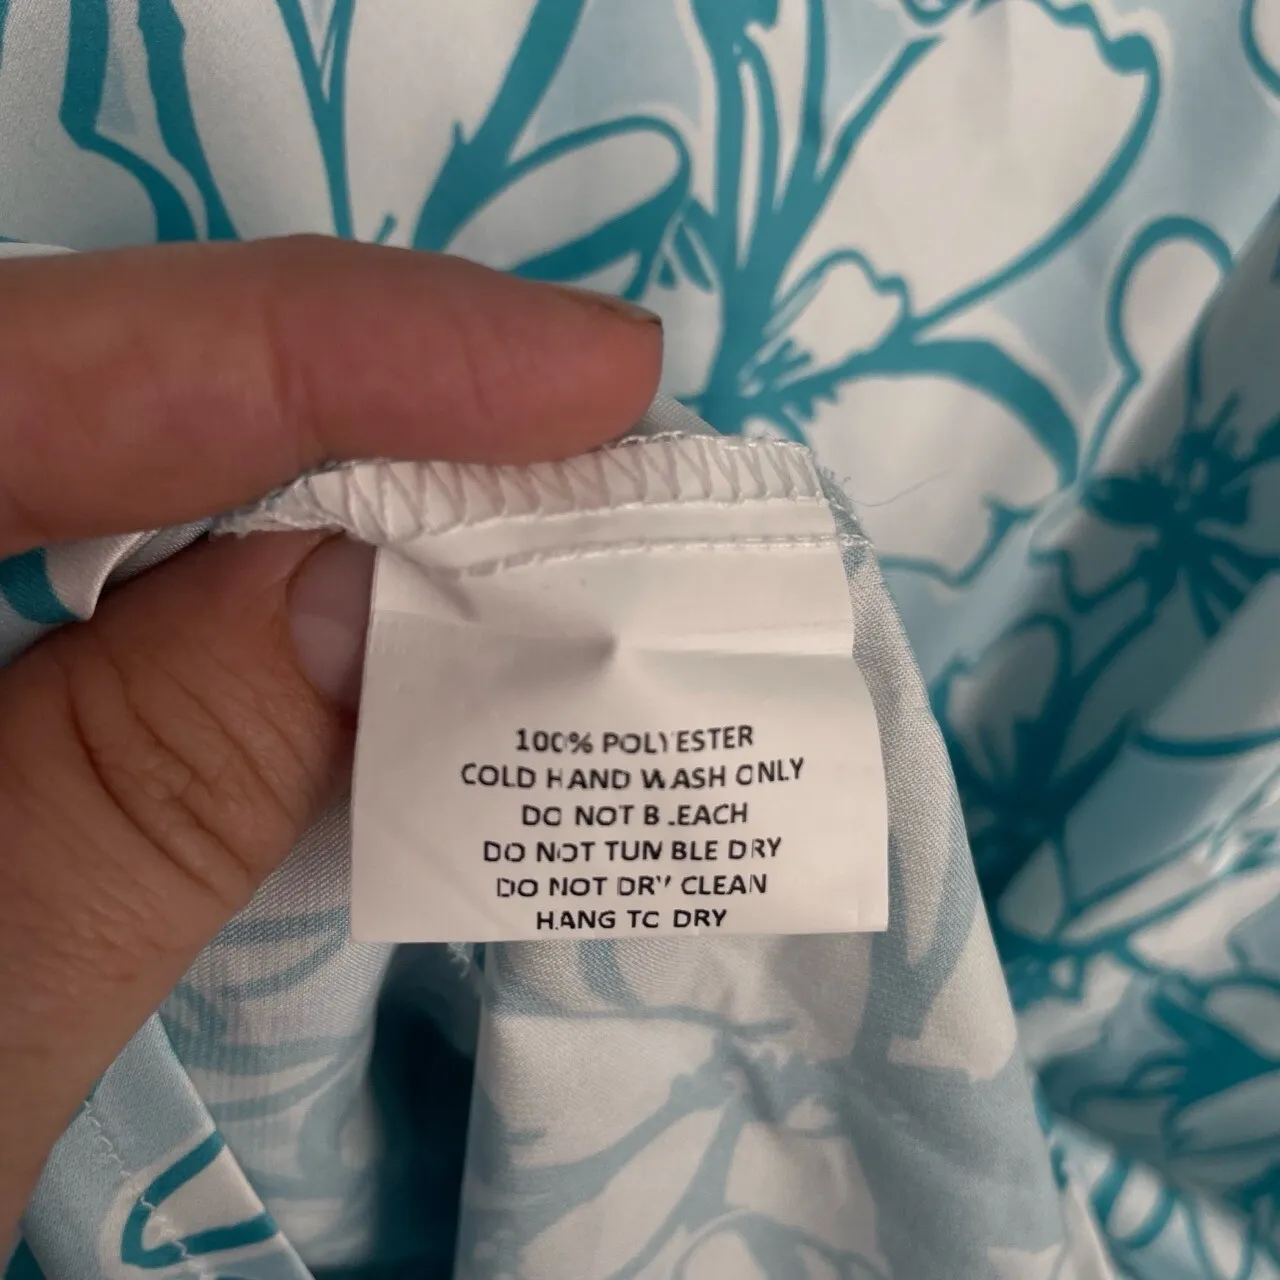 100% POLYESTER
COLD HAND WASH ONLY
DO NOT BLEACH
DO NOT TUMBLE DRY
DO NOT DRY CLEAN
HANG TO DRY